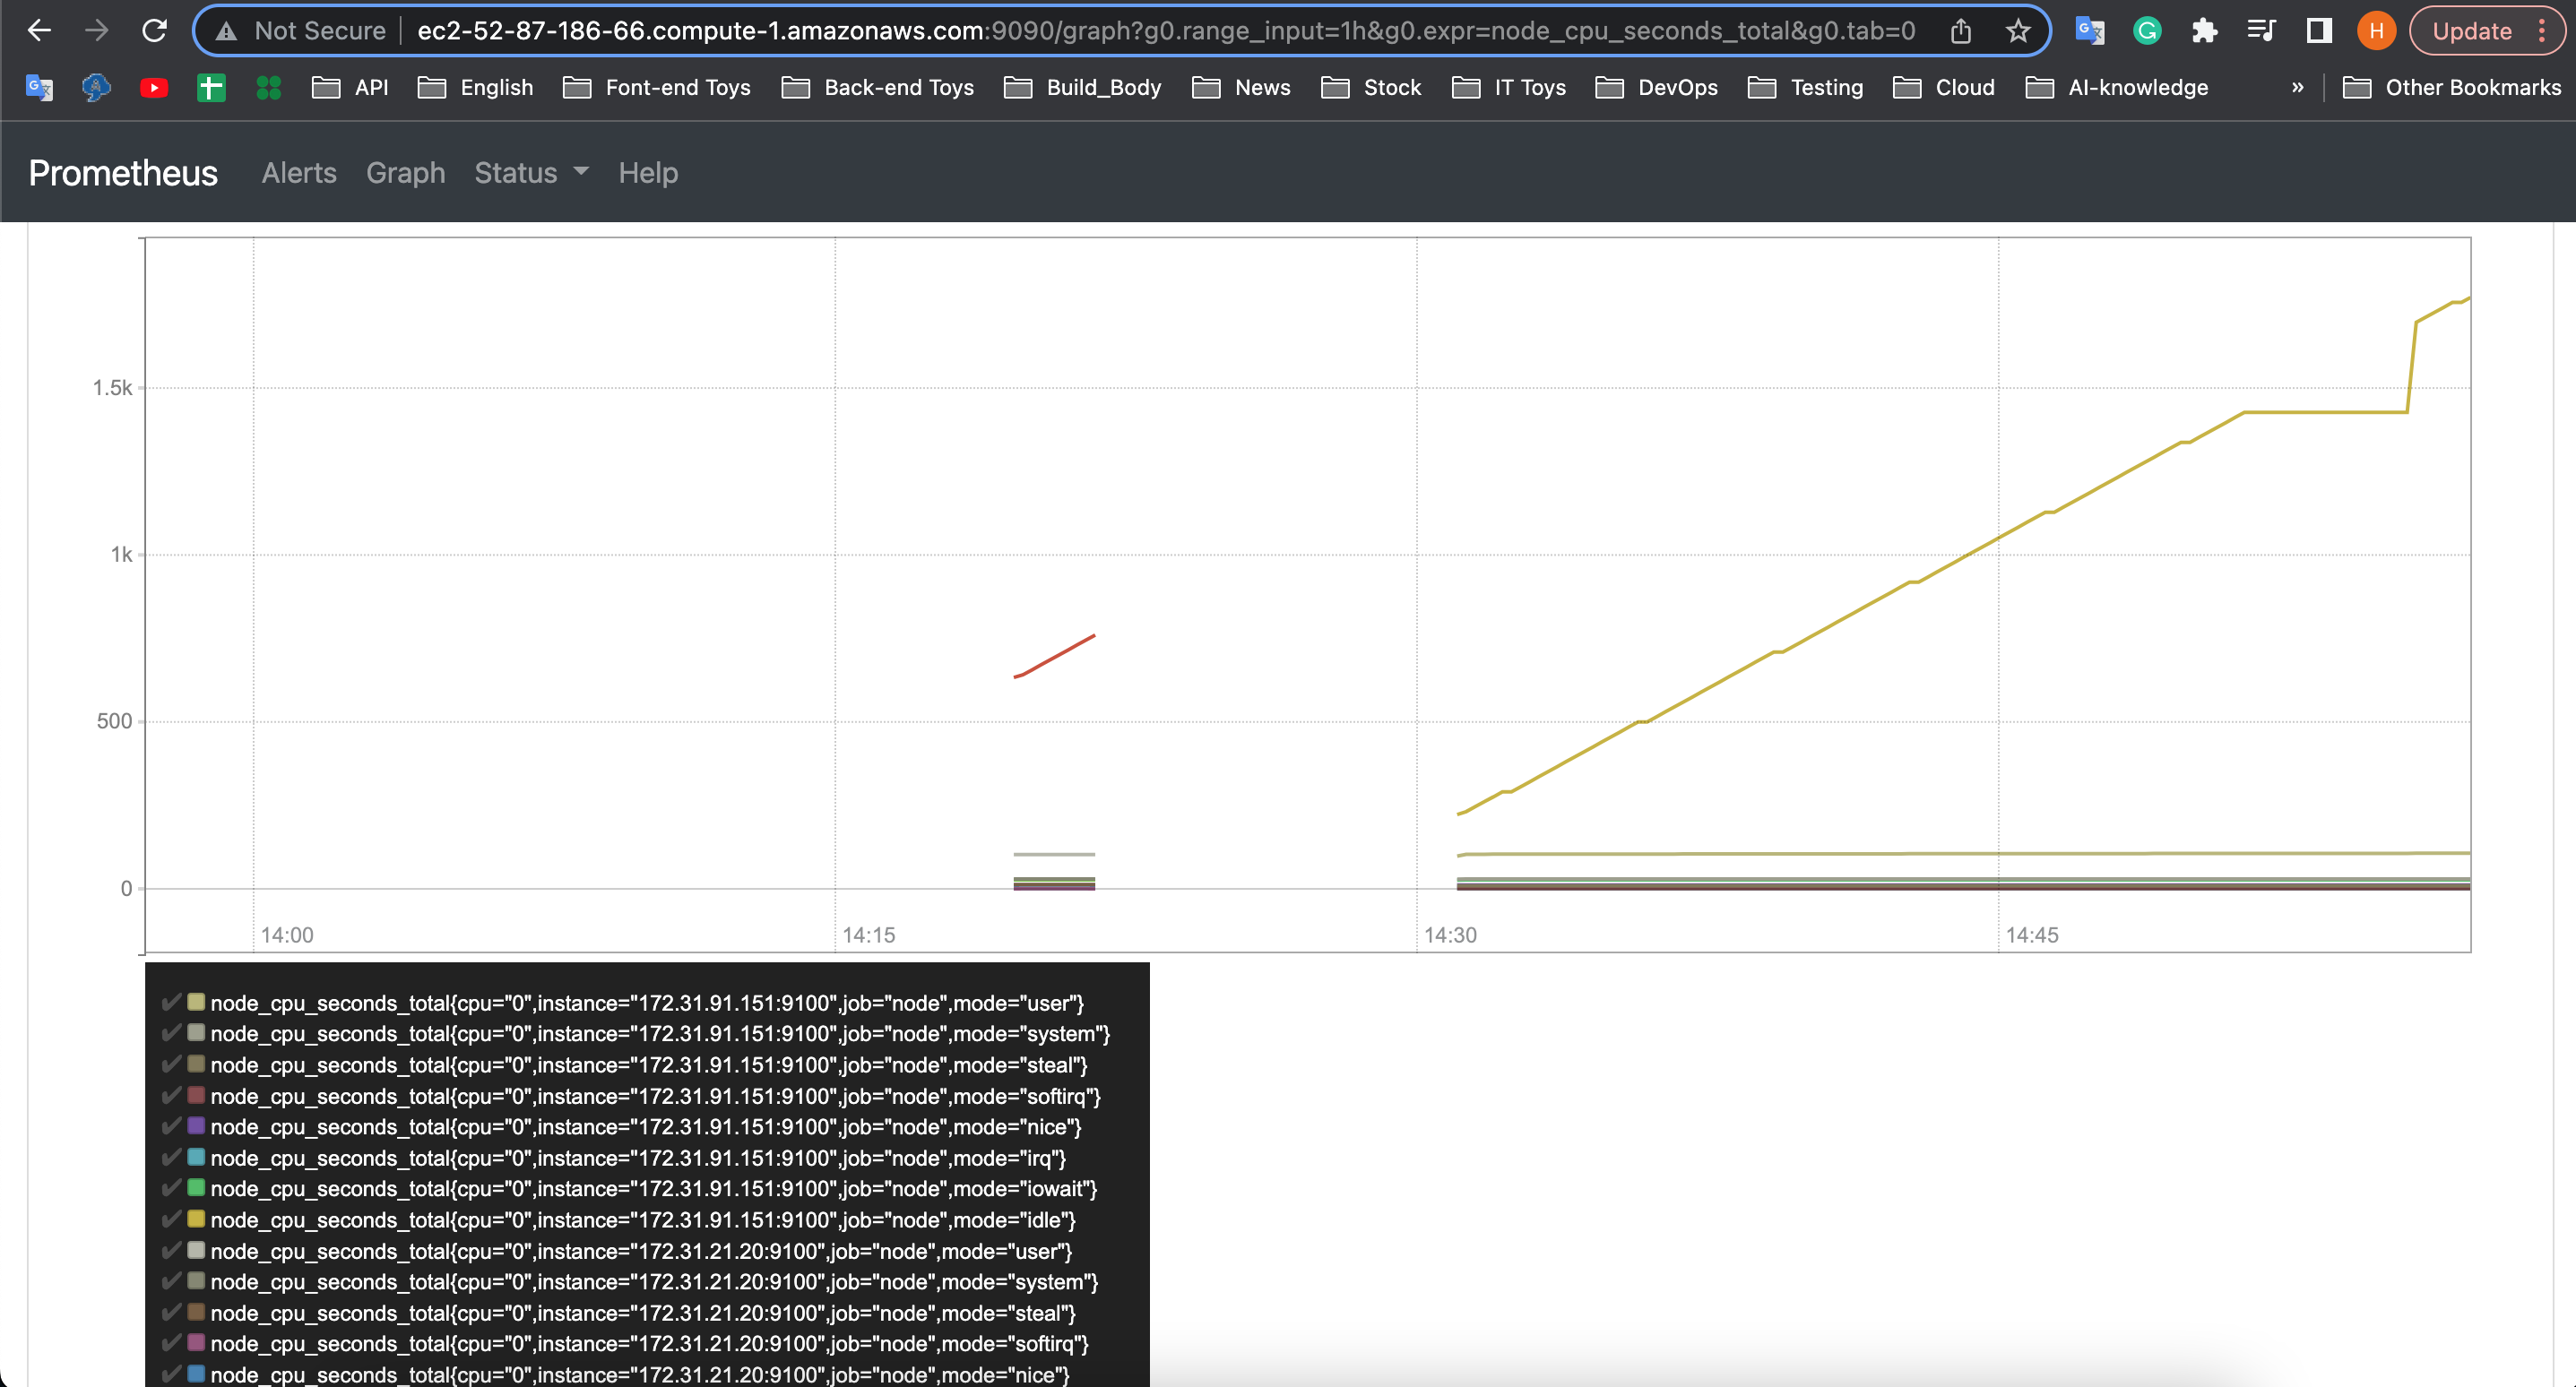 Not Secure ec2-52-87-186-66.compute-1.amazonaws.com:9090/graph?g0.range_input=1h&g0.expr=node_cpu_seconds_total&g0.tab=0 H Update
API English Font-end Toys Back-end Toys Build_Body News Stock IT Toys DevOps Testing Cloud AI-knowledge » Other Bookmarks
Prometheus Alerts Graph Status Help
1.5k
1k
500
0
14:00 14:15 14:30 14:45
node_cpu_seconds_total{cpu="0",instance="172.31.91.151:9100",job="node",mode="user"}
node_cpu_seconds_total{cpu="0",instance="172.31.91.151:9100",job="node",mode="system"}
node_cpu_seconds_total{cpu="0",instance="172.31.91.151:9100",job="node",mode="steal"}
node_cpu_seconds_total{cpu="0",instance="172.31.91.151:9100",job="node",mode="softirq"}
node_cpu_seconds_total{cpu="0",instance="172.31.91.151:9100",job="node",mode="nice"}
node_cpu_seconds_total{cpu="0",instance="172.31.91.151:9100",job="node",mode="irq"}
node_cpu_seconds_total{cpu="0",instance="172.31.91.151:9100",job="node",mode="iowait"}
node_cpu_seconds_total{cpu="0",instance="172.31.91.151:9100",job="node",mode="idle"}
node_cpu_seconds_total{cpu="0",instance="172.31.21.20:9100",job="node",mode="user"}
node_cpu_seconds_total{cpu="0",instance="172.31.21.20:9100",job="node",mode="system"}
node_cpu_seconds_total{cpu="0",instance="172.31.21.20:9100",job="node",mode="steal"}
node_cpu_seconds_total{cpu="0",instance="172.31.21.20:9100",job="node",mode="softirq"}
node_cpu_seconds_total{cpu="0",instance="172.31.21.20:9100",job="node",mode="nice"}